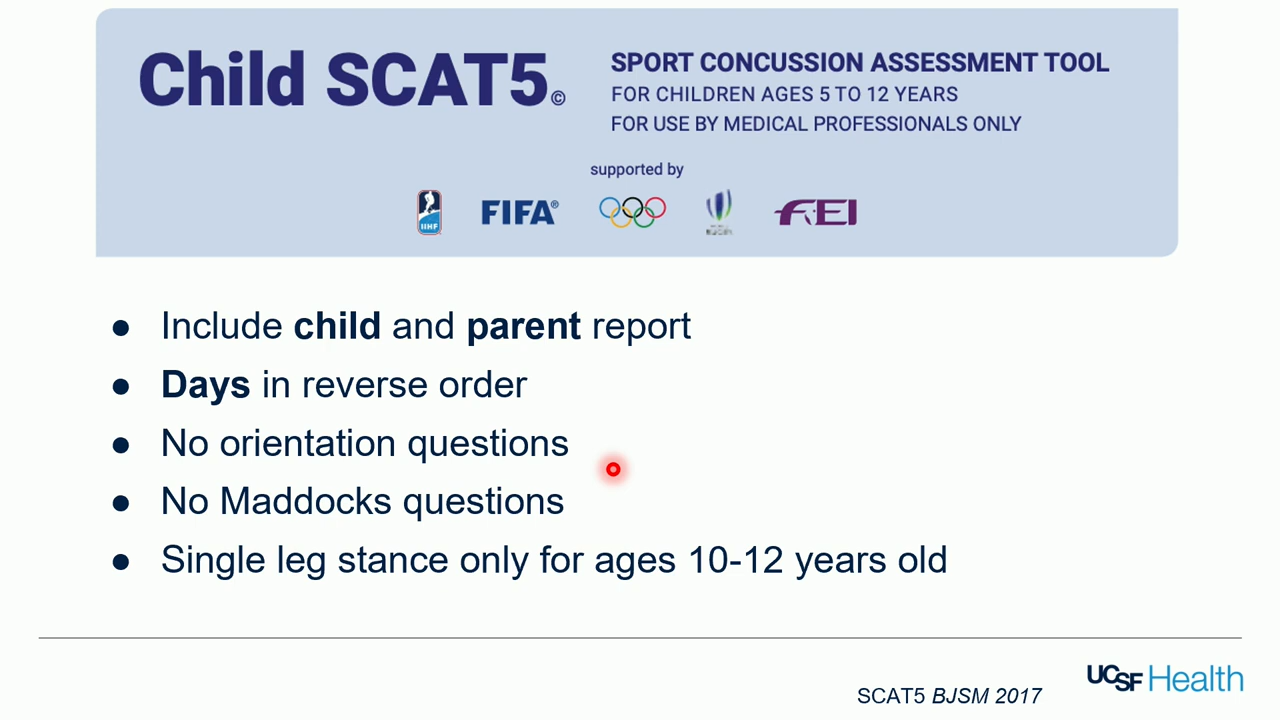 Child SCAT5©
SPORT CONCUSSION ASSESSMENT TOOL
FOR CHILDREN AGES 5 TO 12 YEARS
FOR USE BY MEDICAL PROFESSIONALS ONLY
supported by
IIHF FIFA® FEI
● Include child and parent report
● Days in reverse order
● No orientation questions
● No Maddocks questions
● Single leg stance only for ages 10-12 years old
SCAT5 BJSM 2017
UCSF Health